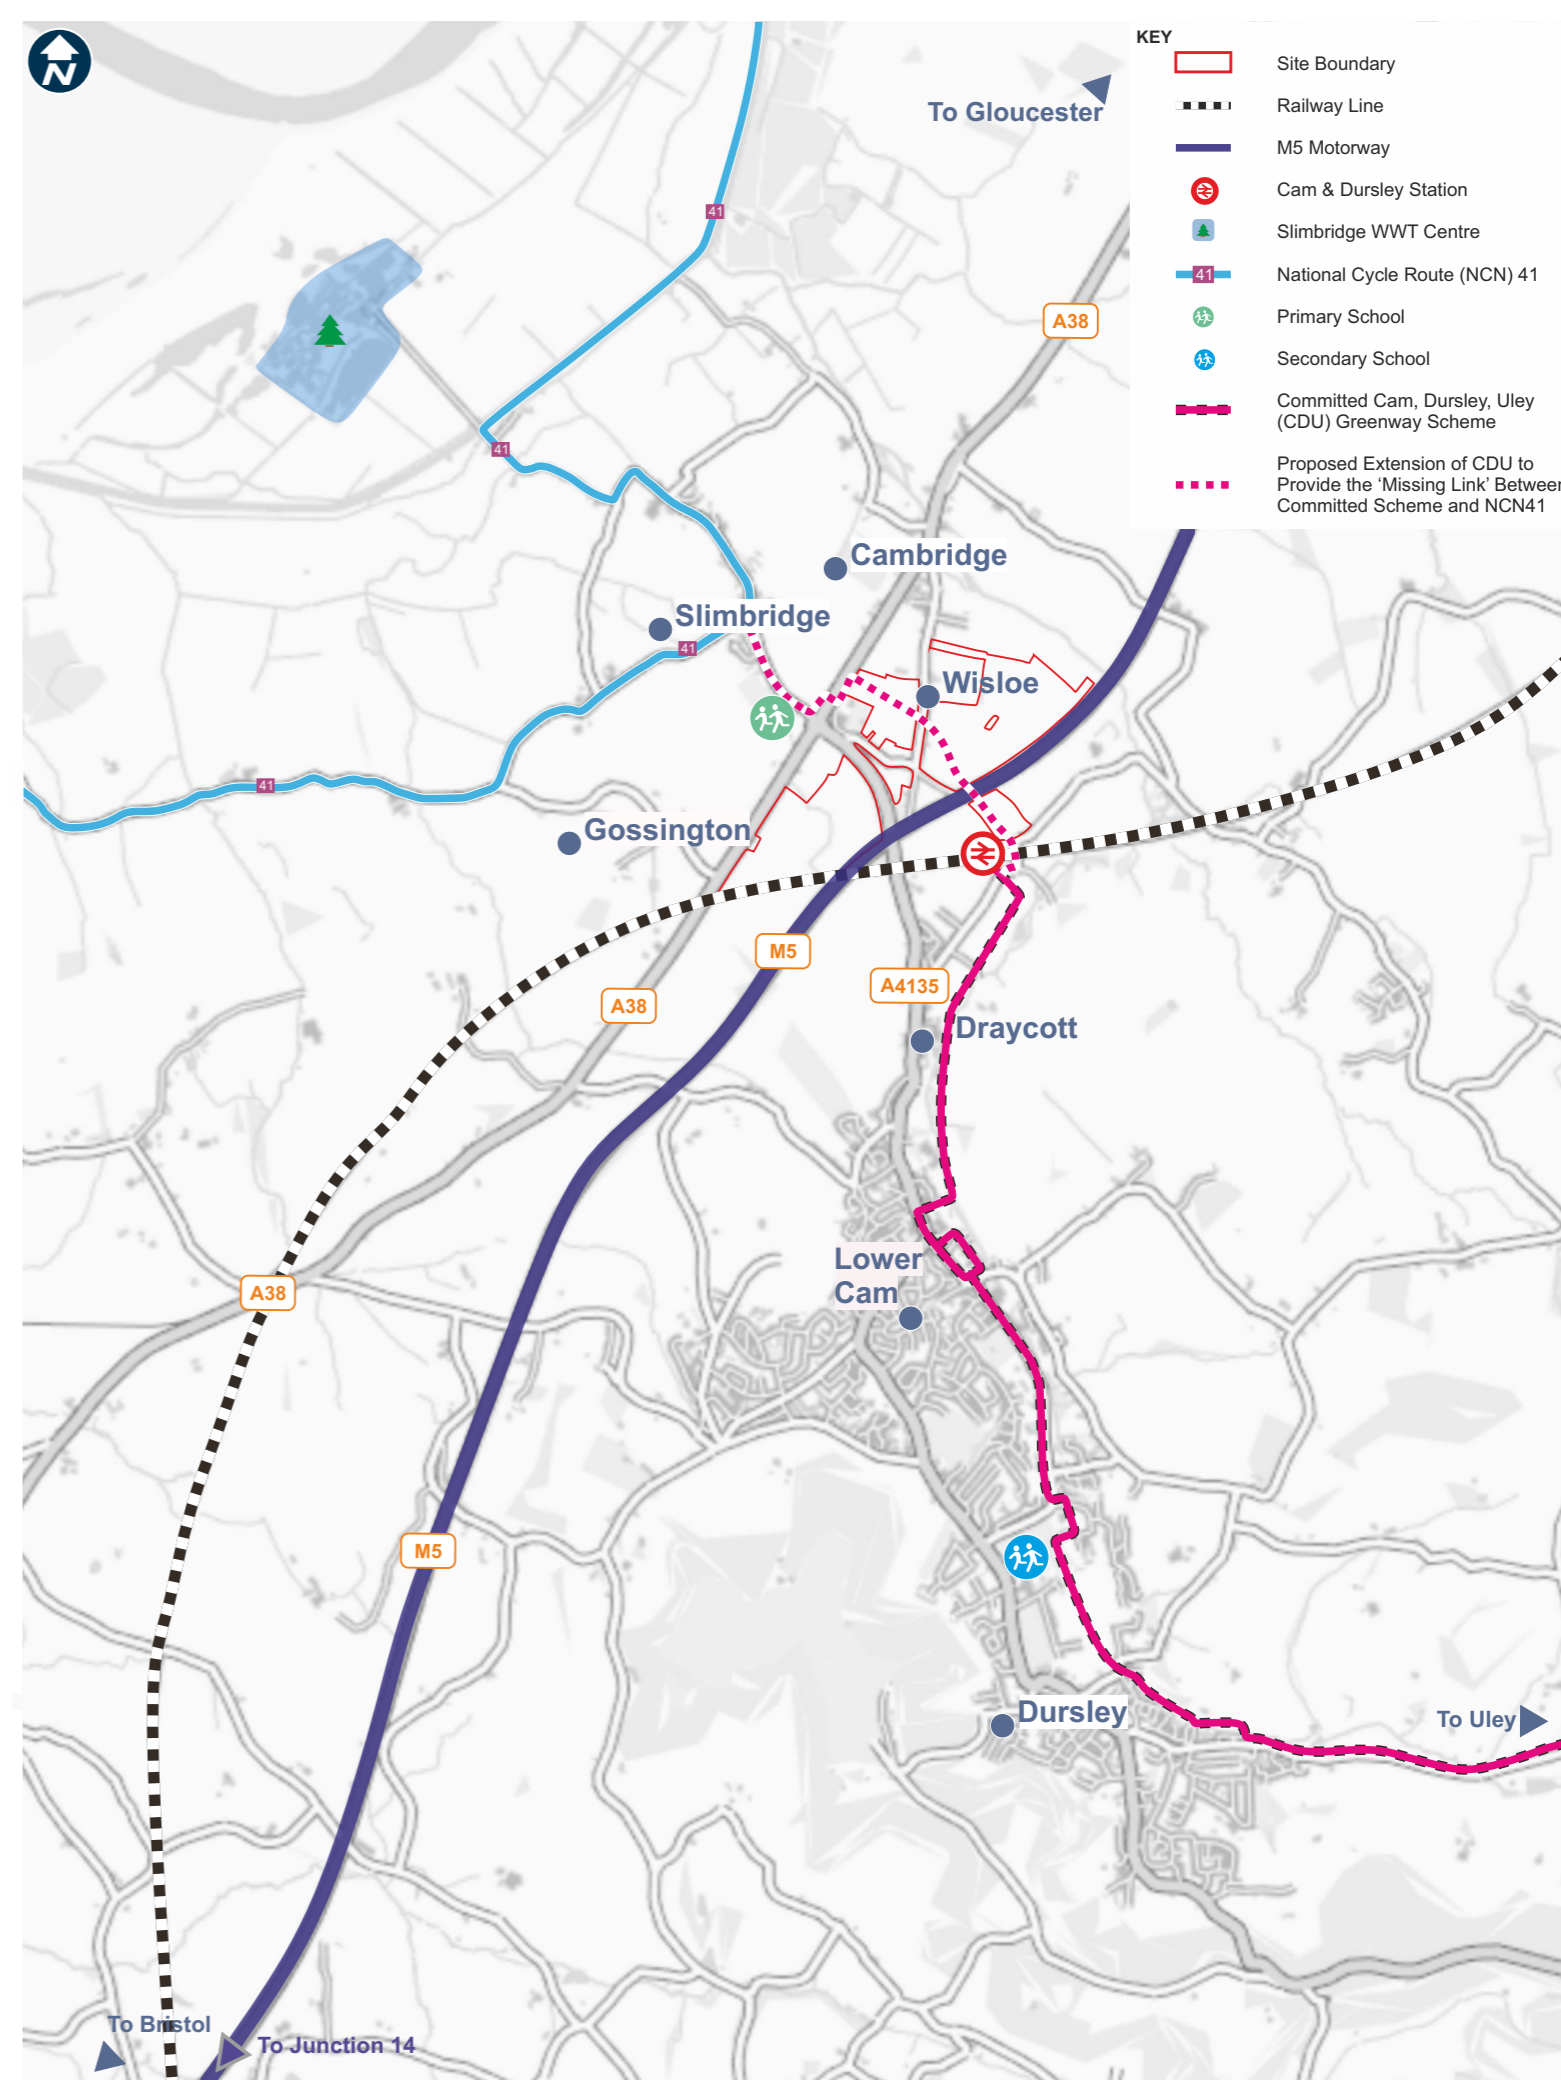 N
KEY
Site Boundary
Railway Line
M5 Motorway
Cam & Dursley Station
Slimbridge WWT Centre
41
National Cycle Route (NCN) 41
Primary School
Secondary School
Committed Cam, Dursley, Uley
(CDU) Greenway Scheme
Proposed Extension of CDU to
Provide the ‘Missing Link’ Between
Committed Scheme and NCN41
To Gloucester
41
A38
41
Cambridge
Slimbridge
41
Wisloe
41
Gossington
M5
A4135
A38
Draycott
Lower
Cam
A38
M5
Dursley
To Uley
To Bristol
To Junction 14